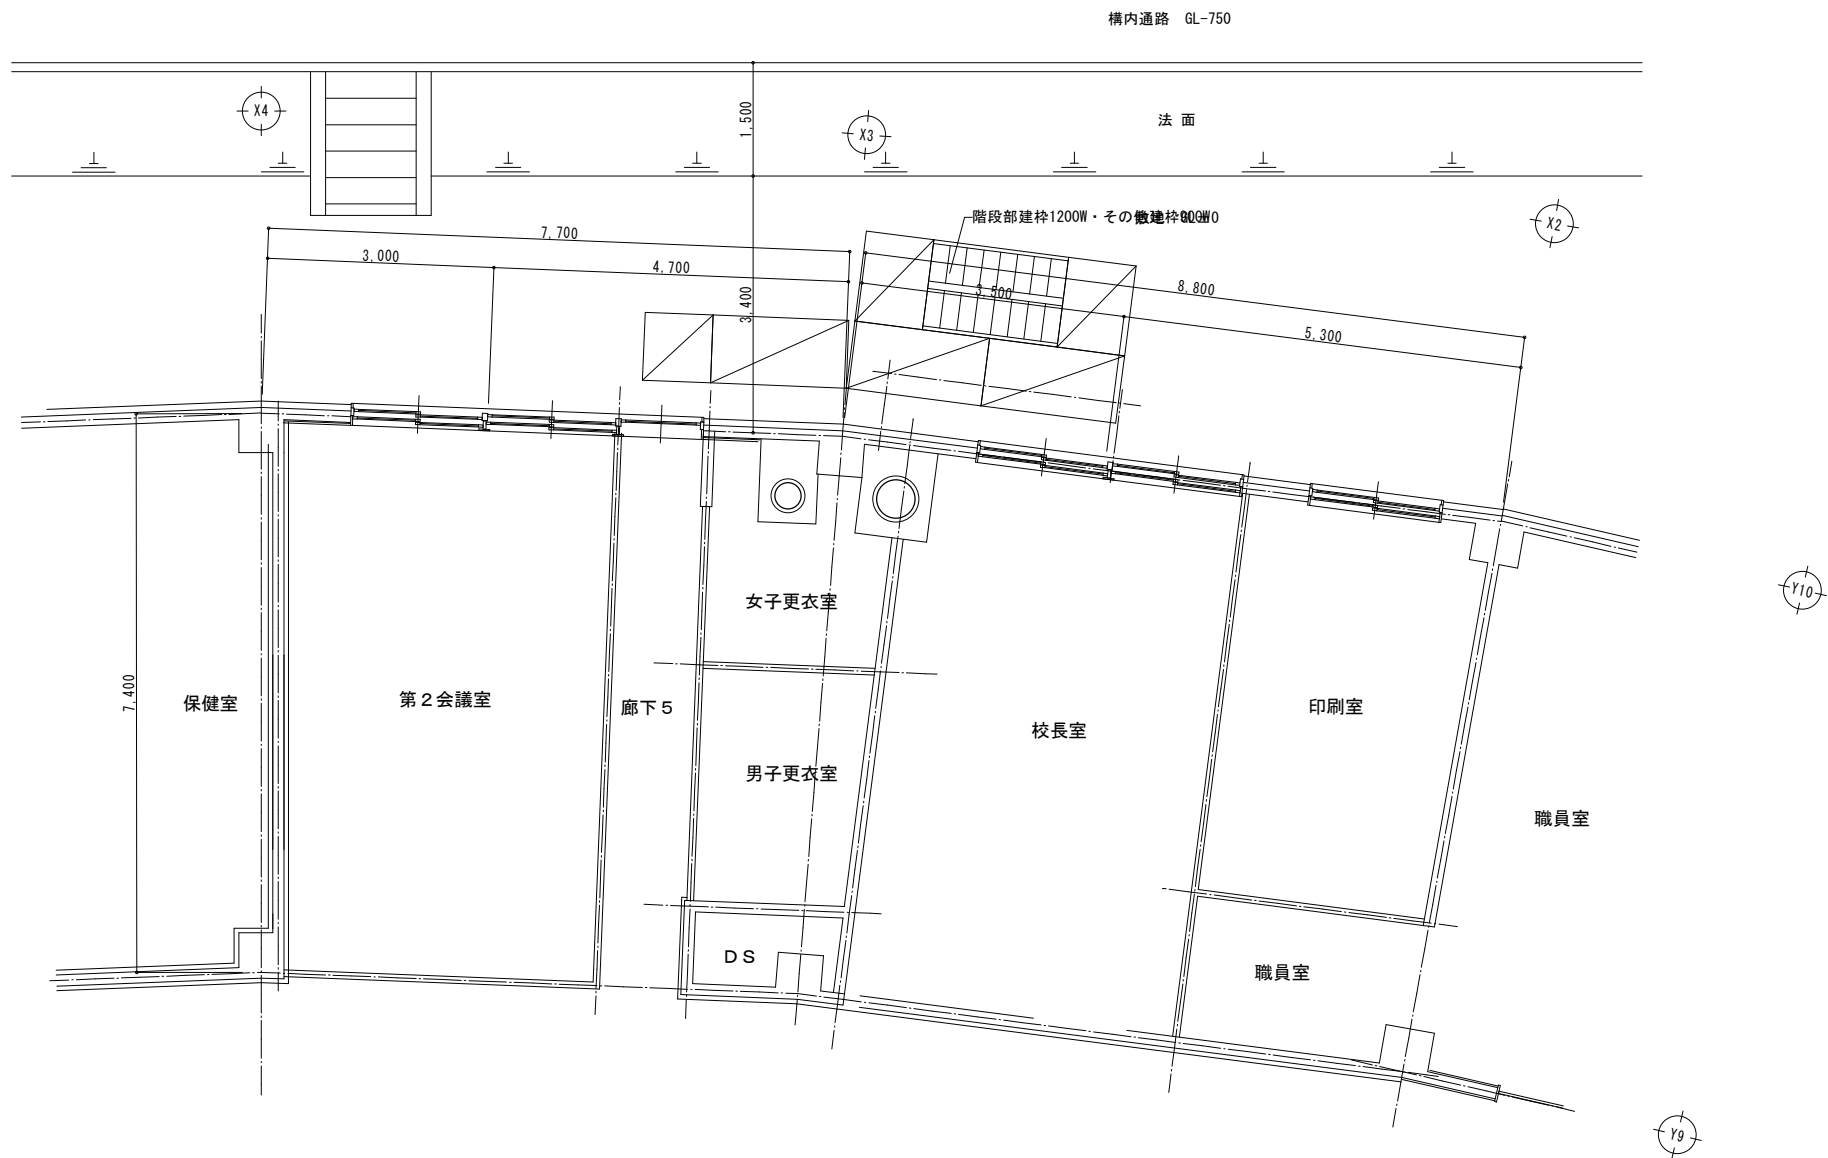 構内通路 GL-750
X4
1,500
X3
法 面
階段部建枠1200W・その他建枠900W
敷地 GL±0
X2
7,700
3,000
4,700
3,400
3,500
8,800
5,300
女子更衣室
Y10
7,400
保健室
第2会議室
廊下5
校長室
印刷室
男子更衣室
職員室
DS
職員室
Y9